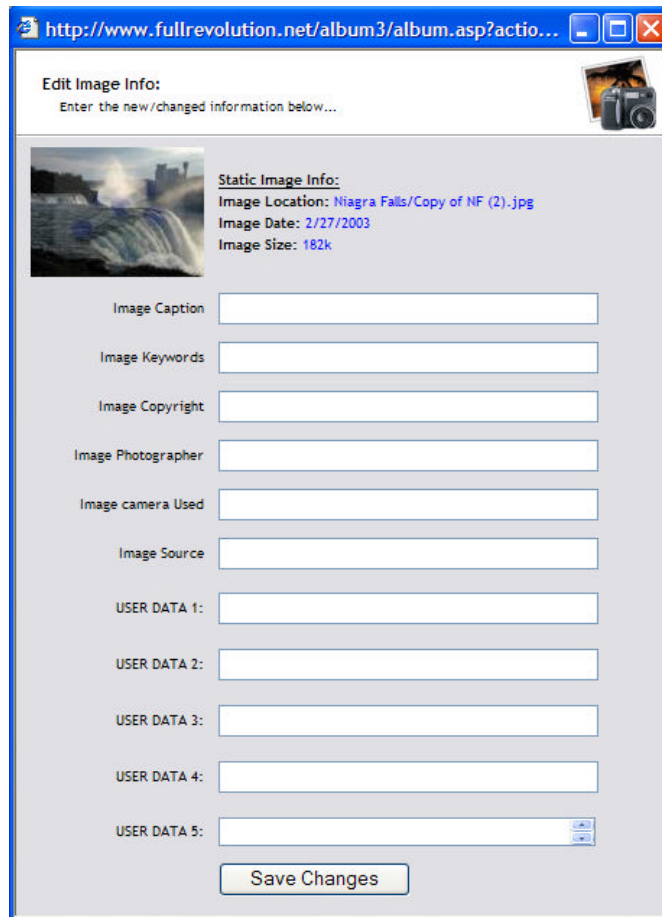 http://www.fullrevolution.net/album3/album.asp?actio...
Edit Image Info:
Enter the new/changed information below...
Static Image Info:
Image Location: Niagra Falls/Copy of NF (2).jpg
Image Date: 2/27/2003
Image Size: 182k
Image Caption
Image Keywords
Image Copyright
Image Photographer
Image camera Used
Image Source
USER DATA 1:
USER DATA 2:
USER DATA 3:
USER DATA 4:
USER DATA 5:
Save Changes